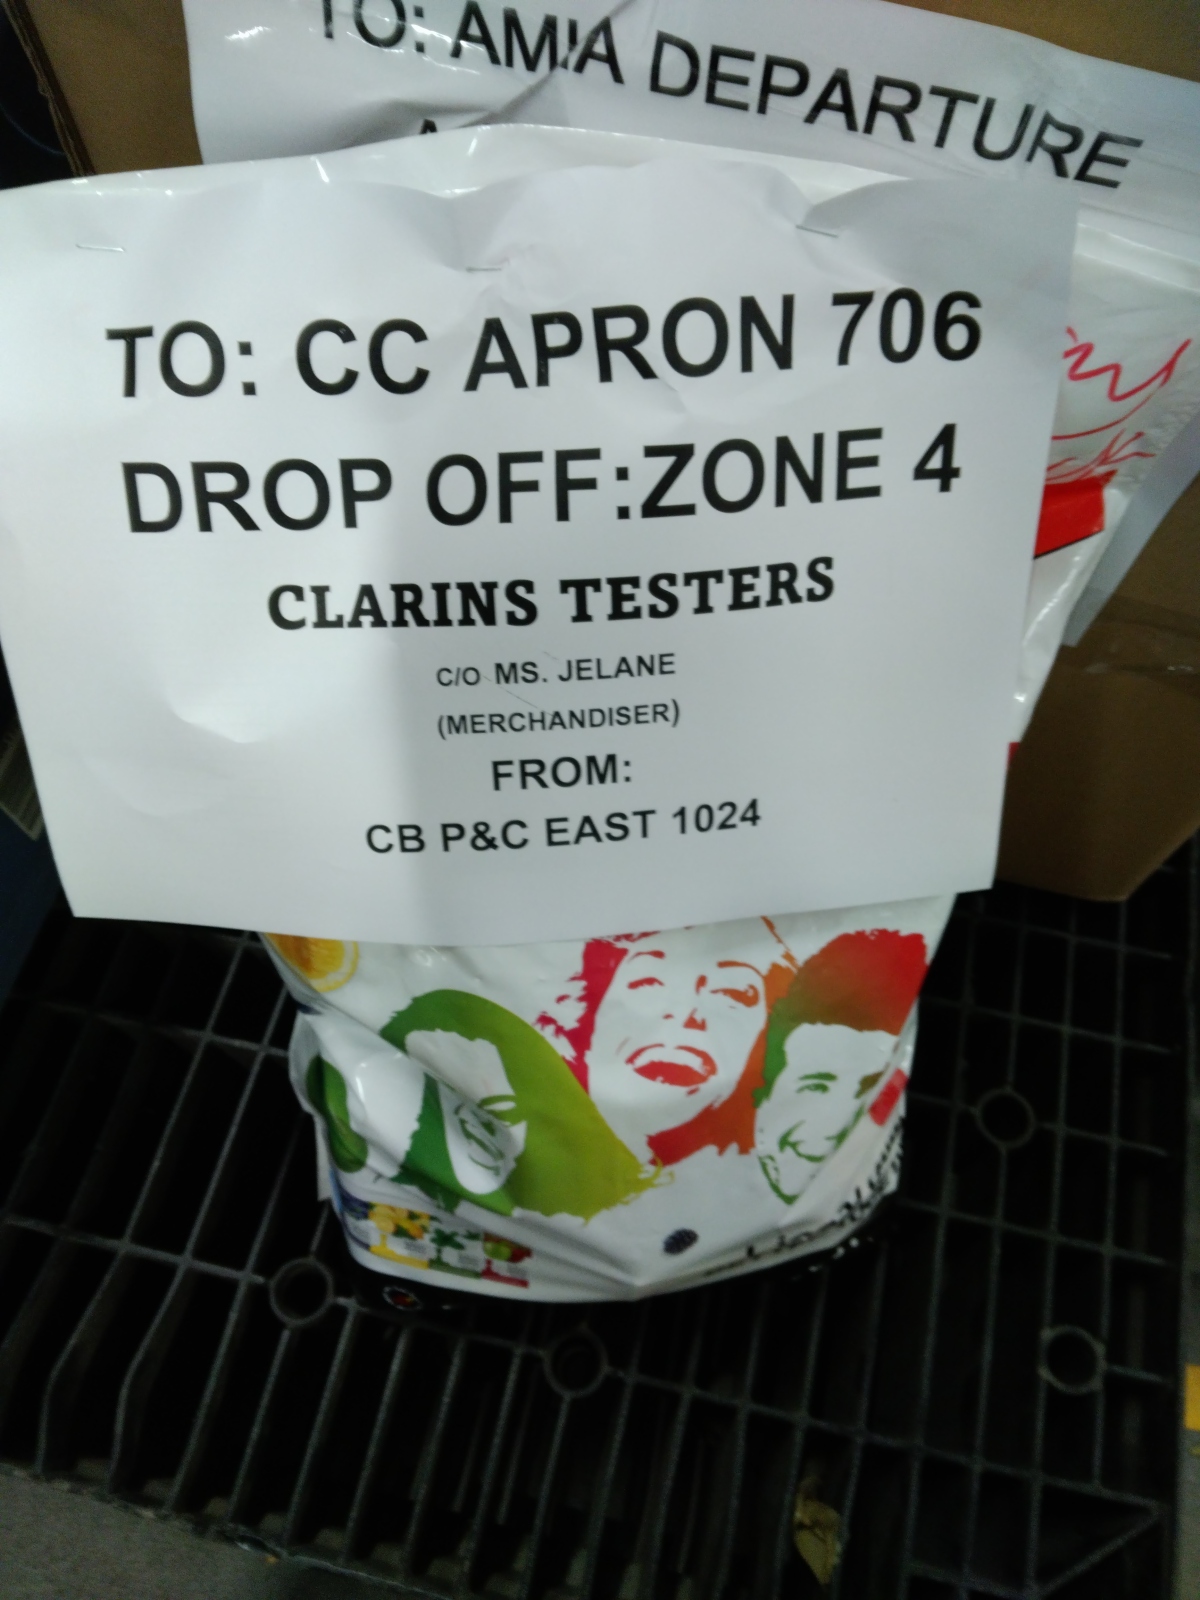 TO: AMIA DEPARTURE
TO: CC APRON 706
DROP OFF:ZONE 4
CLARINS TESTERS
C/O MS. JELANE
(MERCHANDISER)
FROM:
CB P&C EAST 1024